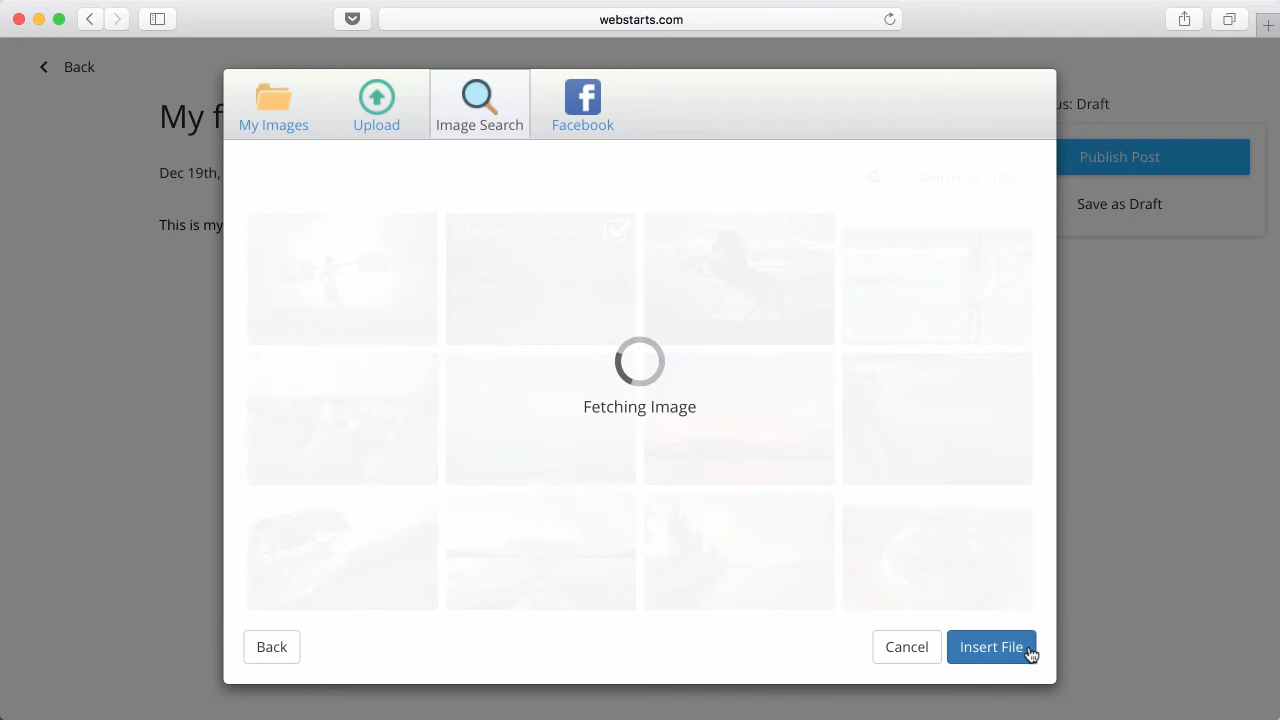 webstarts.com
Back
My f
Dec 19th,
This is my
us: Draft
Publish Post
Save as Draft
My Images
Upload
Image Search
Facebook
Fetching Image
Back
Cancel
Insert File